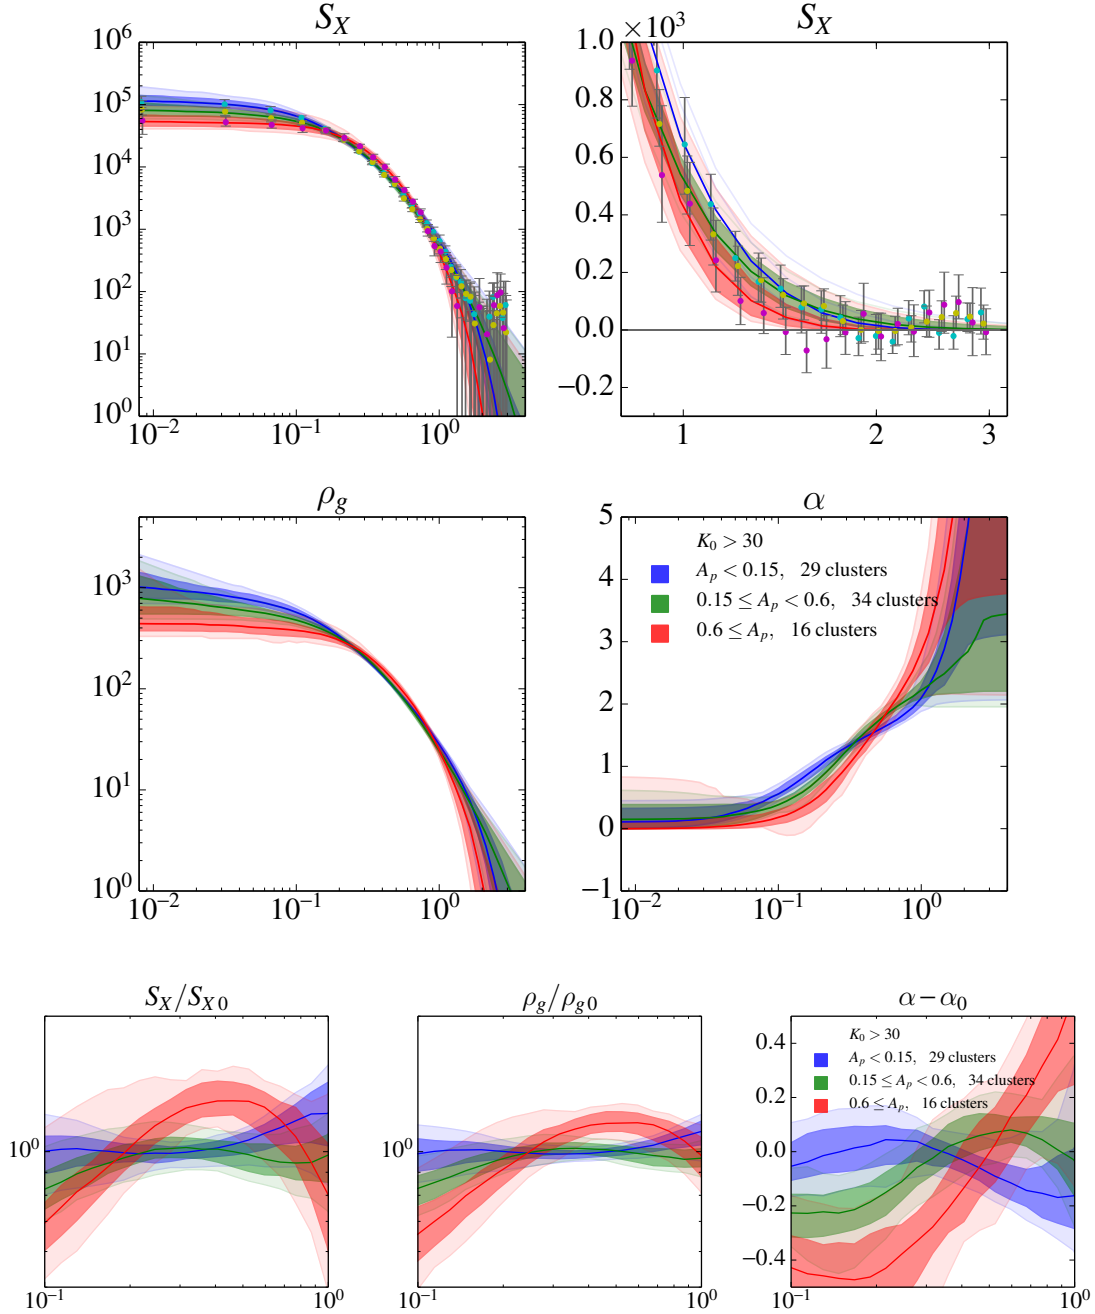 S_X
10^6
10^5
10^4
10^3
10^2
10^1
10^0
10^-2 10^-1 10^0
×10^3 S_X
1.0
0.8
0.6
0.4
0.2
0.0
−0.2
1 2 3
ρ_g
10^3
10^2
10^1
10^0
10^-2 10^-1 10^0
α
5
4
3
2
1
0
−1
10^-2 10^-1 10^0
K_0 > 30
A_p < 0.15, 29 clusters
0.15 ≤ A_p < 0.6, 34 clusters
0.6 ≤ A_p, 16 clusters
S_X/S_X0
10^0
10^-1 10^0
ρ_g/ρ_g0
10^0
10^-1 10^0
α−α_0
0.4
0.2
0.0
−0.2
−0.4
10^-1 10^0
K_0 > 30
A_p < 0.15, 29 clusters
0.15 ≤ A_p < 0.6, 34 clusters
0.6 ≤ A_p, 16 clusters